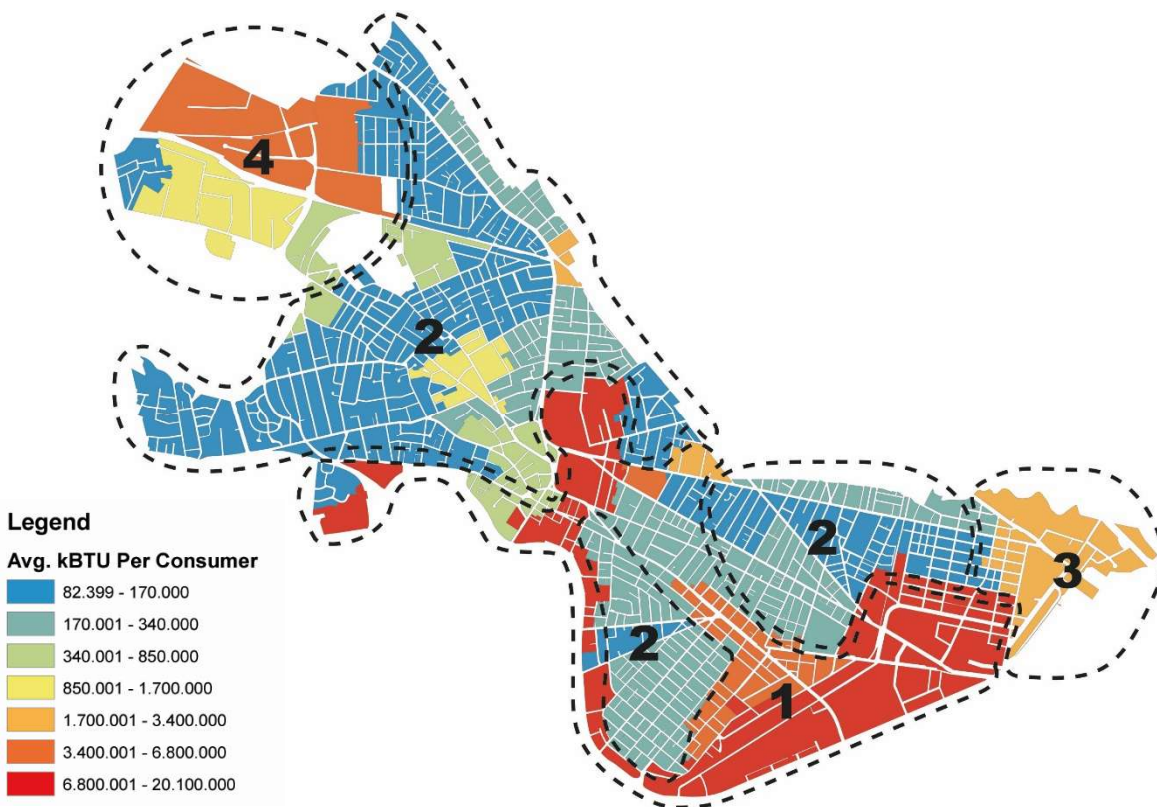 4
2
2
3
2
1
Legend
Avg. kBTU Per Consumer
82.399 - 170.000
170.001 - 340.000
340.001 - 850.000
850.001 - 1.700.000
1.700.001 - 3.400.000
3.400.001 - 6.800.000
6.800.001 - 20.100.000